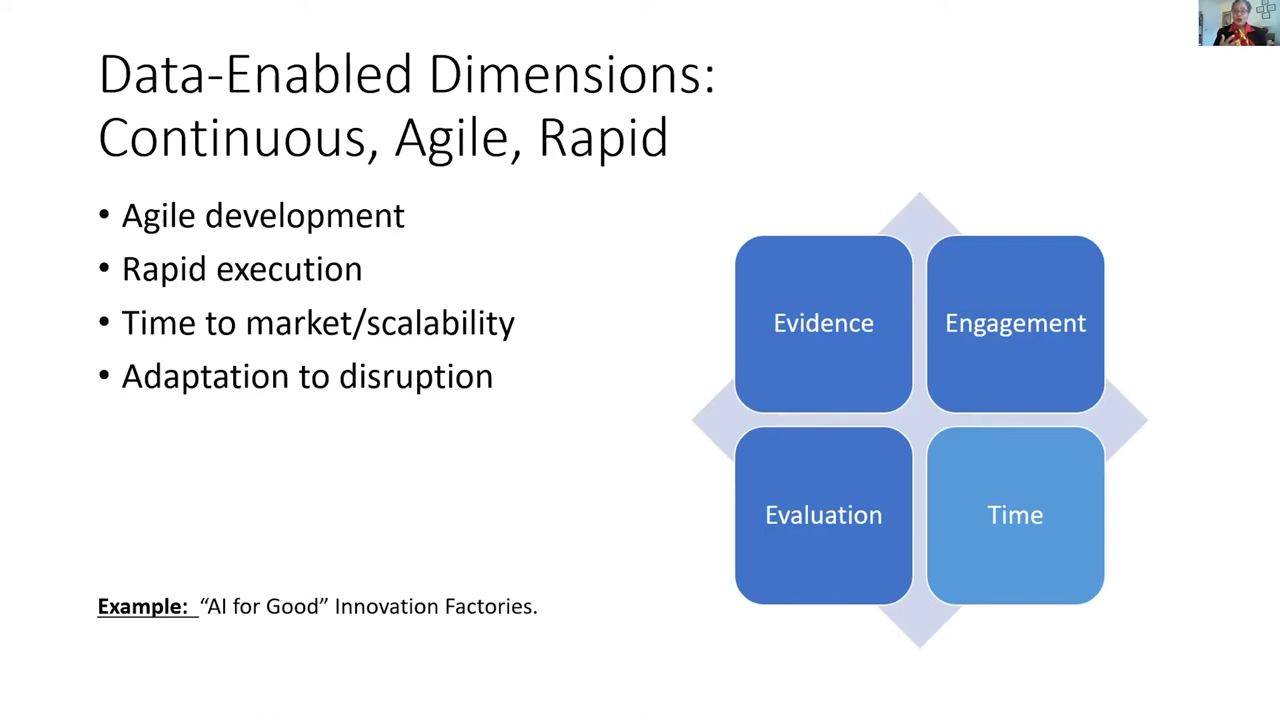 Data-Enabled Dimensions:
Continuous, Agile, Rapid
• Agile development
• Rapid execution
• Time to market/scalability
• Adaptation to disruption
Evidence
Engagement
Evaluation
Time
Example: “AI for Good” Innovation Factories.